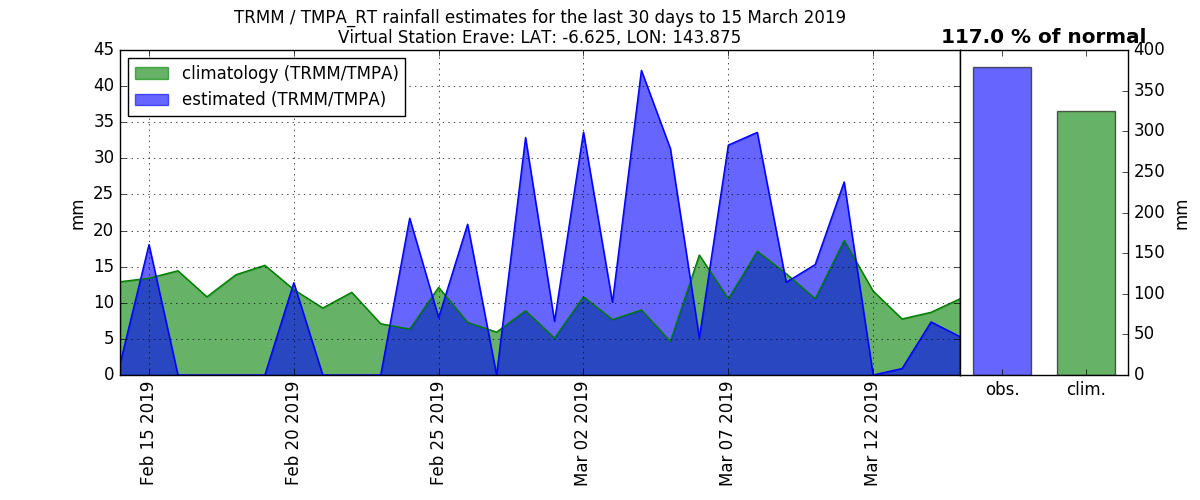 TRMM / TMPA_RT rainfall estimates for the last 30 days to 15 March 2019
Virtual Station Erave: LAT: -6.625, LON: 143.875
117.0 % of normal
climatology (TRMM/TMPA)
estimated (TRMM/TMPA)
45
40
35
30
25
20
15
10
5
0
mm
Feb 15 2019
Feb 20 2019
Feb 25 2019
Mar 02 2019
Mar 07 2019
Mar 12 2019
400
350
300
250
200
150
100
50
0
mm
obs.
clim.